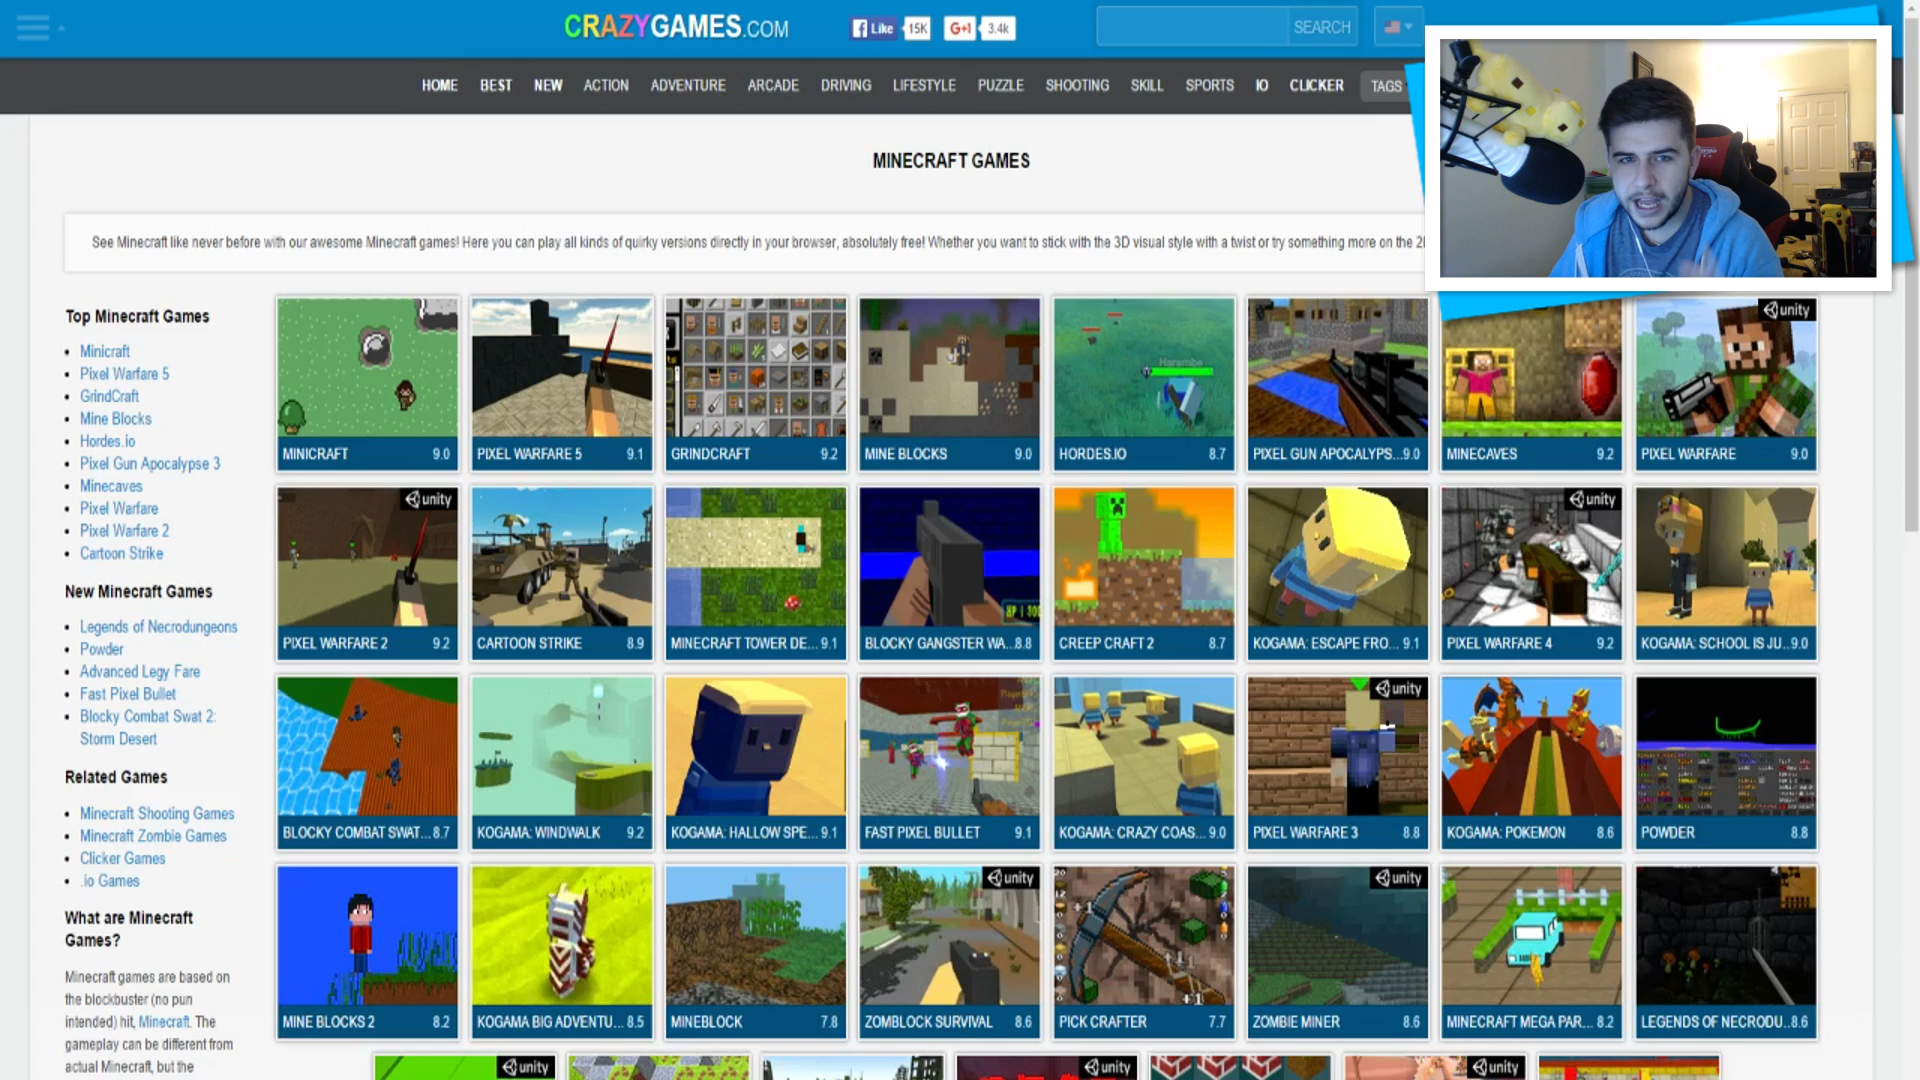 CRAZYGAMES.COM
Like 15K
G+1 3.4k
SEARCH
HOME BEST NEW ACTION ADVENTURE ARCADE DRIVING LIFESTYLE PUZZLE SHOOTING SKILL SPORTS IO CLICKER TAGS
MINECRAFT GAMES
See Minecraft like never before with our awesome Minecraft games! Here you can play all kinds of quirky versions directly in your browser, absolutely free! Whether you want to stick with the 3D visual style with a twist or try something more on the 2
Top Minecraft Games
Minicraft
Pixel Warfare 5
GrindCraft
Mine Blocks
Hordes.io
Pixel Gun Apocalypse 3
Minecaves
Pixel Warfare
Pixel Warfare 2
Cartoon Strike
New Minecraft Games
Legends of Necrodungeons
Powder
Advanced Legy Fare
Fast Pixel Bullet
Blocky Combat Swat 2:
Storm Desert
Related Games
Minecraft Shooting Games
Minecraft Zombie Games
Clicker Games
.io Games
What are Minecraft
Games?
Minecraft games are based on
the blockbuster (no pun
intended) hit, Minecraft. The
gameplay can be different from
actual Minecraft, but the
Harambe
unity
MINICRAFT 9.0
PIXEL WARFARE 5 9.1
GRINDCRAFT 9.2
MINE BLOCKS 9.0
HORDES.IO 8.7
PIXEL GUN APOCALYPS...9.0
MINECAVES 9.2
PIXEL WARFARE 9.0
unity
HP | 300
unity
PIXEL WARFARE 2 9.2
CARTOON STRIKE 8.9
MINECRAFT TOWER DE... 9.1
BLOCKY GANGSTER WA...8.8
CREEP CRAFT 2 8.7
KOGAMA: ESCAPE FRO... 9.1
PIXEL WARFARE 4 9.2
KOGAMA: SCHOOL IS JU...9.0
unity
BLOCKY COMBAT SWAT...8.7
KOGAMA: WINDWALK 9.2
KOGAMA: HALLOW SPE... 9.1
FAST PIXEL BULLET 9.1
KOGAMA: CRAZY COAS... 9.0
PIXEL WARFARE 3 8.8
KOGAMA: POKEMON 8.6
POWDER 8.8
unity
+1
+1
unity
MINE BLOCKS 2 8.2
KOGAMA BIG ADVENTU... 8.5
MINEBLOCK 7.8
ZOMBLOCK SURVIVAL 8.6
PICK CRAFTER 7.7
ZOMBIE MINER 8.6
MINECRAFT MEGA PAR... 8.2
LEGENDS OF NECRODU...8.6
unity
unity
unity